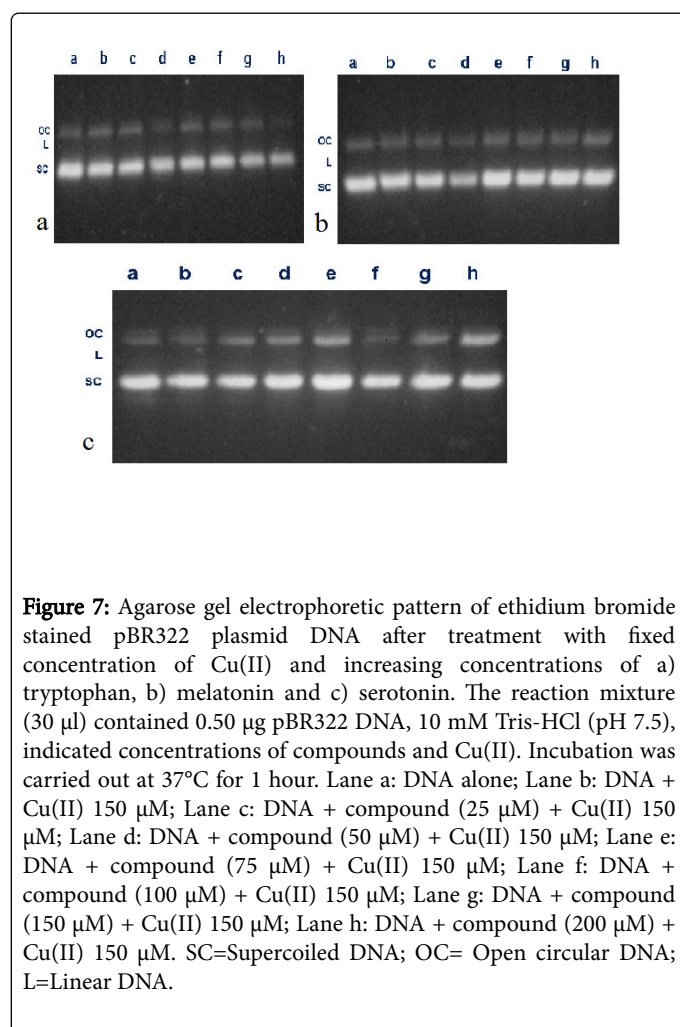 a b c d e f g h
OC
L
SC
a
a b c d e f g h
OC
L
SC
b
a b c d e f g h
OC
L
SC
c
Figure 7: Agarose gel electrophoretic pattern of ethidium bromide
stained pBR322 plasmid DNA after treatment with fixed
concentration of Cu(II) and increasing concentrations of a)
tryptophan, b) melatonin and c) serotonin. The reaction mixture
(30 μl) contained 0.50 μg pBR322 DNA, 10 mM Tris-HCl (pH 7.5),
indicated concentrations of compounds and Cu(II). Incubation was
carried out at 37°C for 1 hour. Lane a: DNA alone; Lane b: DNA +
Cu(II) 150 μM; Lane c: DNA + compound (25 μM) + Cu(II) 150
μM; Lane d: DNA + compound (50 μM) + Cu(II) 150 μM; Lane e:
DNA + compound (75 μM) + Cu(II) 150 μM; Lane f: DNA +
compound (100 μM) + Cu(II) 150 μM; Lane g: DNA + compound
(150 μM) + Cu(II) 150 μM; Lane h: DNA + compound (200 μM) +
Cu(II) 150 μM. SC=Supercoiled DNA; OC= Open circular DNA;
L=Linear DNA.